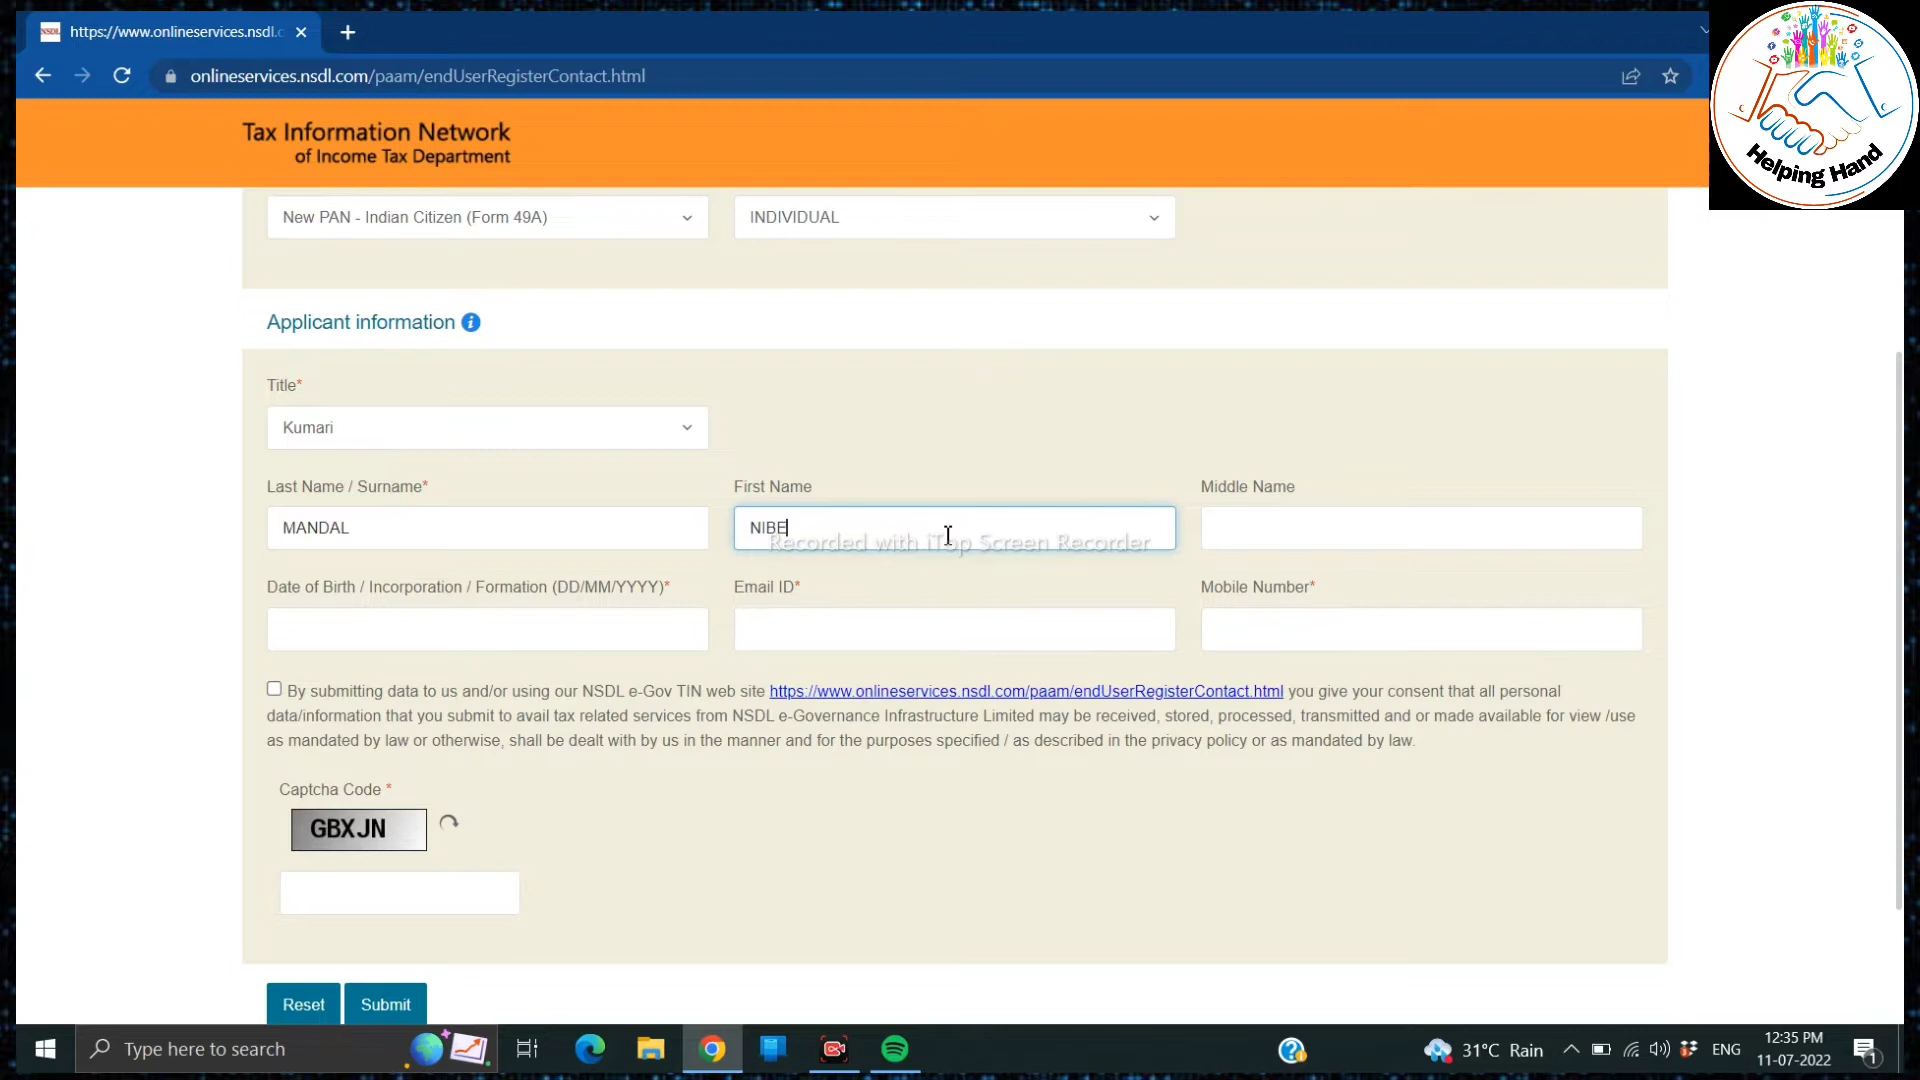 https://www.onlineservices.nsdl.c
onlineservices.nsdl.com/paam/endUserRegisterContact.html
Helping Hand
Tax Information Network
of Income Tax Department
New PAN - Indian Citizen (Form 49A)
INDIVIDUAL
Applicant information
Title*
Kumari
Last Name / Surname*
First Name
Middle Name
MANDAL
NIBE
Recorded with iTop Screen Recorder
Date of Birth / Incorporation / Formation (DD/MM/YYYY)*
Email ID*
Mobile Number*
By submitting data to us and/or using our NSDL e-Gov TIN web site https://www.onlineservices.nsdl.com/paam/endUserRegisterContact.html you give your consent that all personal
data/information that you submit to avail tax related services from NSDL e-Governance Infrastructure Limited may be received, stored, processed, transmitted and or made available for view /use
as mandated by law or otherwise, shall be dealt with by us in the manner and for the purposes specified / as described in the privacy policy or as mandated by law.
Captcha Code *
GBXJN
Reset
Submit
Type here to search
31°C Rain
ENG
12:35 PM
11-07-2022
1